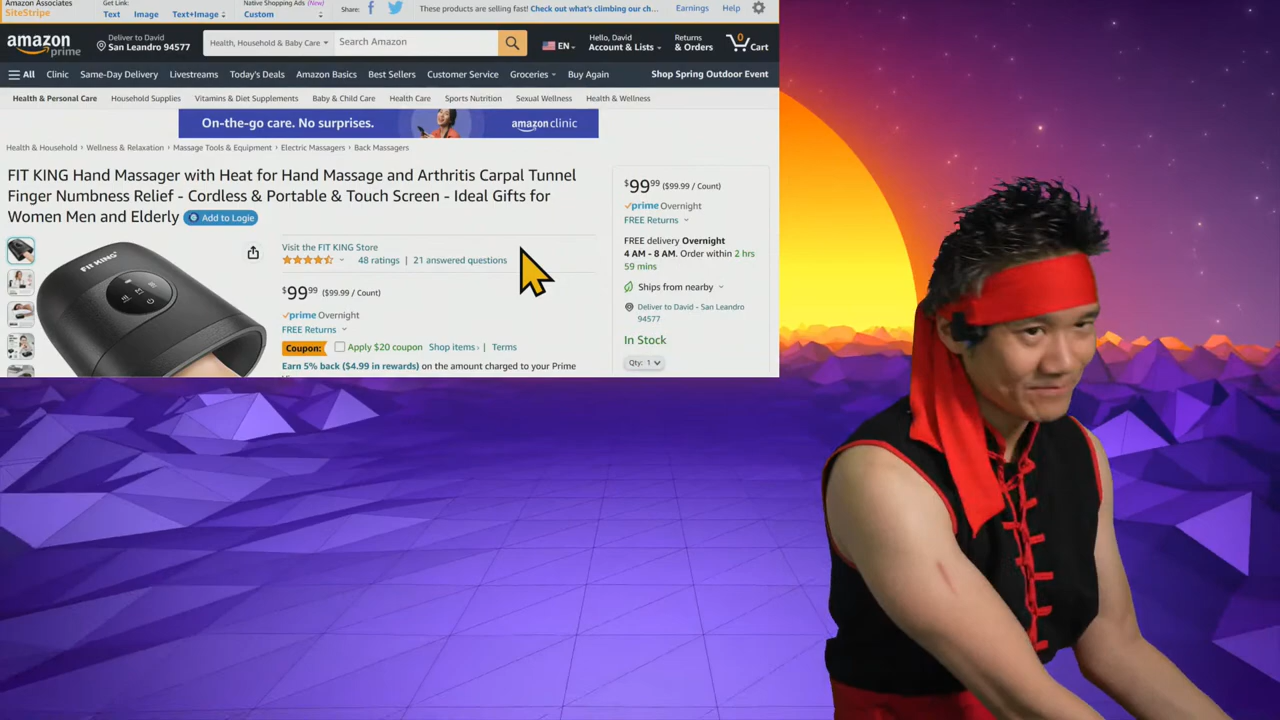 Amazon Associates
SiteStripe
Get Link:
Text
Image
Text+Image
Native Shopping Ads (New)
Custom
Share:
These products are selling fast! Check out what's climbing our ch...
Earnings
Help
amazon
prime
Deliver to David
San Leandro 94577
Health, Household & Baby Care
Search Amazon
EN
Hello, David
Account & Lists
Returns
& Orders
0
Cart
All
Clinic
Same-Day Delivery
Livestreams
Today's Deals
Amazon Basics
Best Sellers
Customer Service
Groceries
Buy Again
Shop Spring Outdoor Event
Health & Personal Care
Household Supplies
Vitamins & Diet Supplements
Baby & Child Care
Health Care
Sports Nutrition
Sexual Wellness
Health & Wellness
On-the-go care. No surprises.
amazon clinic
Health & Household › Wellness & Relaxation › Massage Tools & Equipment › Electric Massagers › Back Massagers
FIT KING Hand Massager with Heat for Hand Massage and Arthritis Carpal Tunnel
Finger Numbness Relief - Cordless & Portable & Touch Screen - Ideal Gifts for
Women Men and Elderly
Add to Logie
FIT KING
Visit the FIT KING Store
48 ratings | 21 answered questions
$99⁹⁹ ($99.99 / Count)
prime Overnight
FREE Returns
Coupon:
Apply $20 coupon
Shop items ›
|
Terms
Earn 5% back ($4.99 in rewards) on the amount charged to your Prime
$99⁹⁹ ($99.99 / Count)
prime Overnight
FREE Returns
FREE delivery Overnight
4 AM - 8 AM. Order within 2 hrs
59 mins
Ships from nearby
Deliver to David - San Leandro
94577
In Stock
Qty: 1